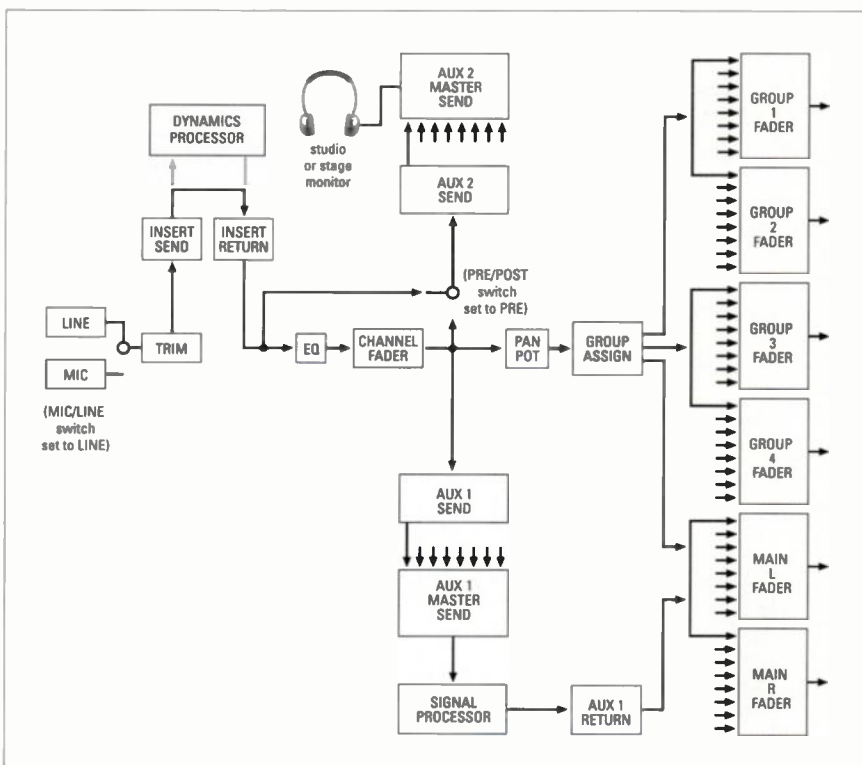 AUX 2
MASTER
SEND
DYNAMICS
PROCESSOR
studio
or stage
monitor
AUX 2
SEND
INSERT
SEND
INSERT
RETURN
(PRE/POST
switch
set to PRE)
LINE
TRIM
MIC
(MIC/LINE
switch
set to LINE)
EQ
CHANNEL
FADER
PAN
POT
GROUP
ASSIGN
AUX 1
SEND
AUX 1
MASTER
SEND
SIGNAL
PROCESSOR
AUX 1
RETURN
GROUP
1
FADER
GROUP
2
FADER
GROUP
3
FADER
GROUP
4
FADER
MAIN
L
FADER
MAIN
R
FADER